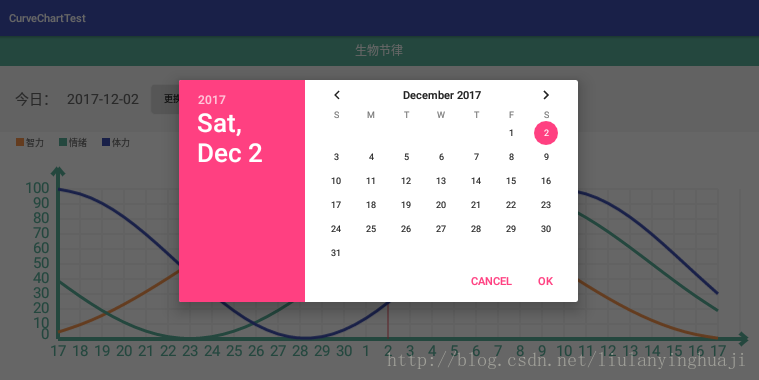 CurveChartTest
生物节律
今日： 2017-12-02 更换
智力 情绪 体力
2017
Sat,
Dec 2
December 2017
S M T W T F S
1 2
3 4 5 6 7 8 9
10 11 12 13 14 15 16
17 18 19 20 21 22 23
24 25 26 27 28 29 30
31
CANCEL OK
100
90
80
70
60
50
40
30
20
10
0
17 18 19 20 21 22 23 24 25 26 27 28 29 30 1 2 3 4 5 6 7 8 9 10 11 12 13 14 15 16 17
http://blog.csdn.net/liulanyinghuaji